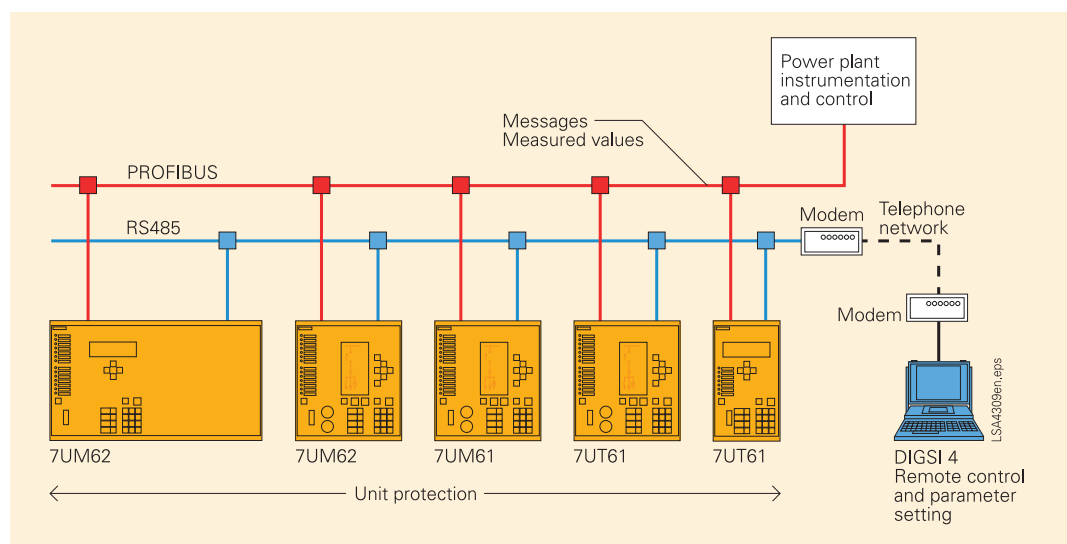 Power plant
instrumentation
and control
Messages
Measured values
PROFIBUS
RS485
Modem
Telephone
network
Modem
7UM62
7UM62
7UM61
7UT61
7UT61
Unit protection
DIGSI 4
Remote control
and parameter
setting
LSA4309en.eps